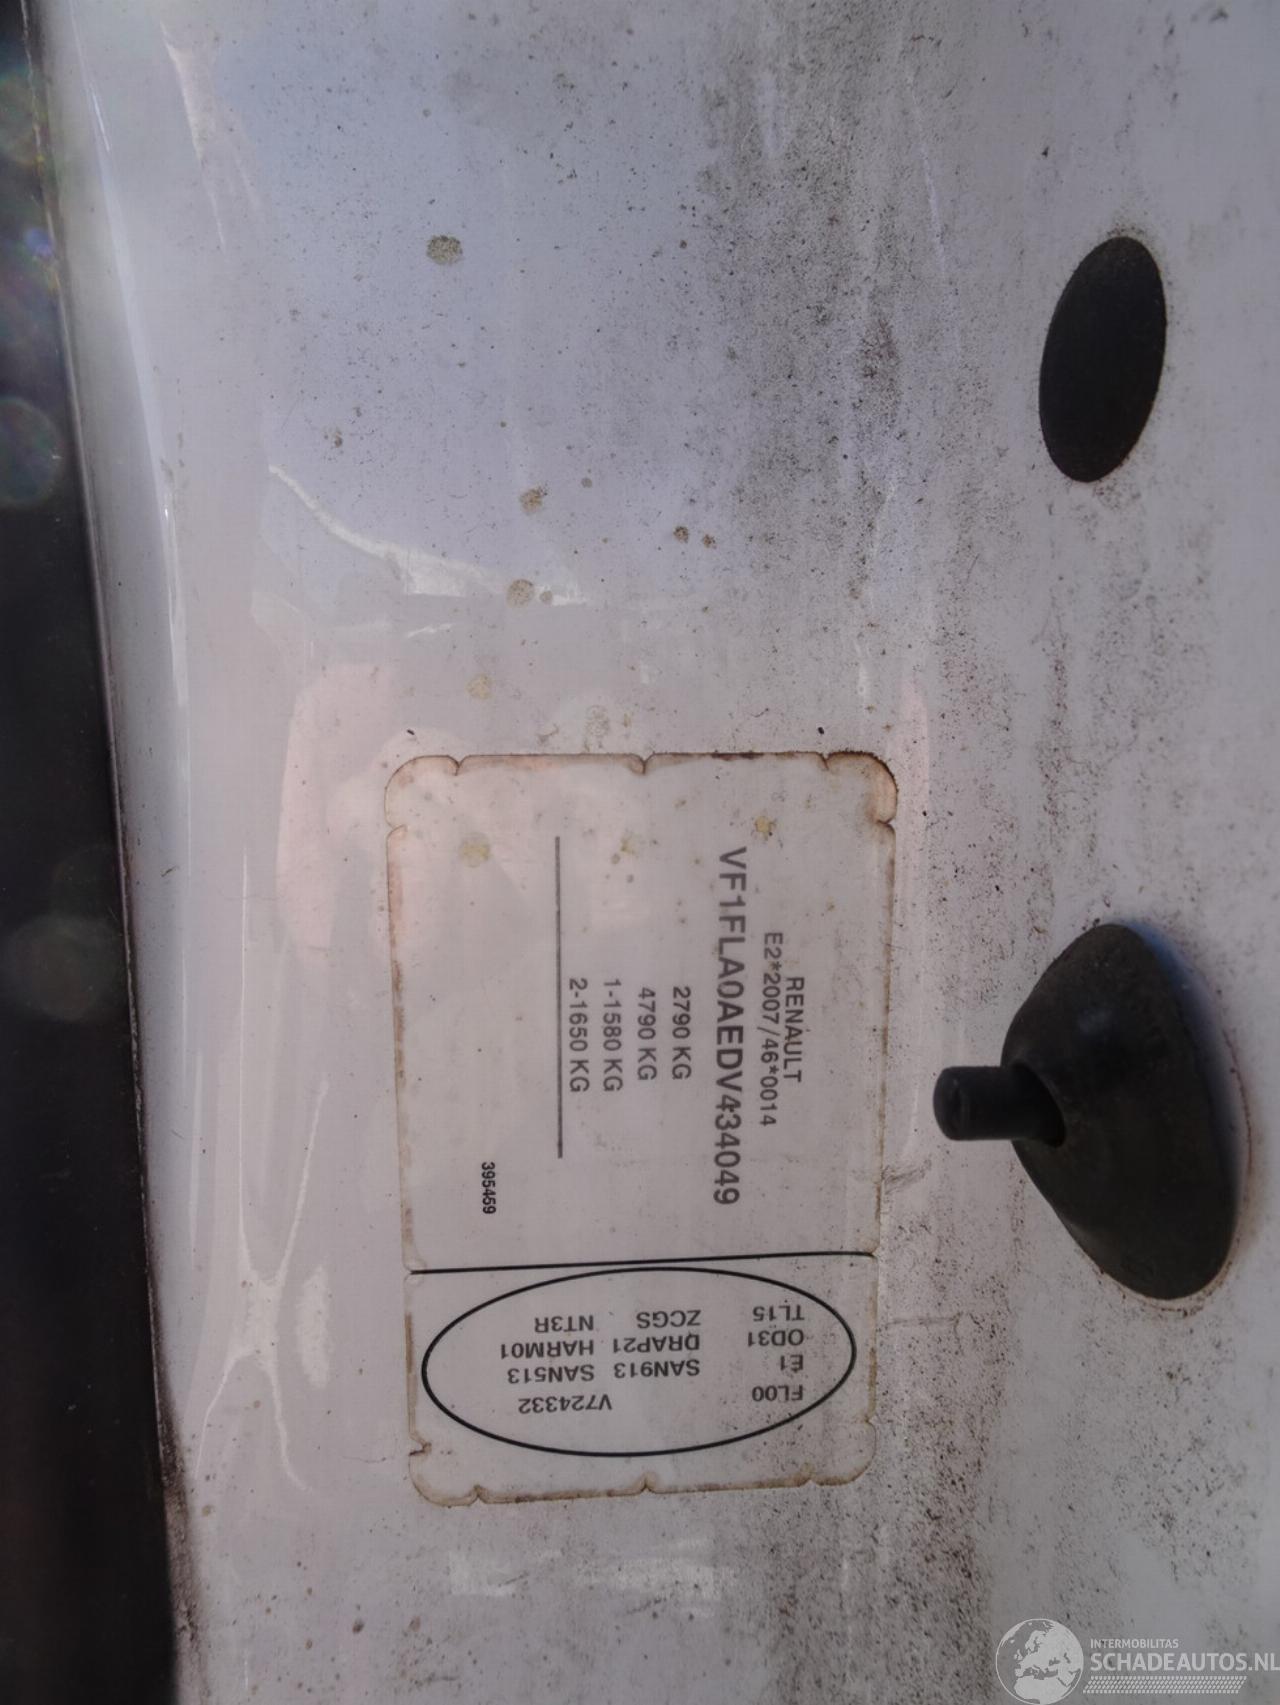 RENAULT
E2*2007/46*0014
VF1FLA0AEDV434049
2790 KG
4790 KG
1-1580 KG
2-1650 KG
395459
FL00 V724332
E1 SAN913 SAN513
OD31 DRAP21 HARM01
TL15 ZCGS NT3R
INTERMOBILITAS
SCHADEAUTOS.NL